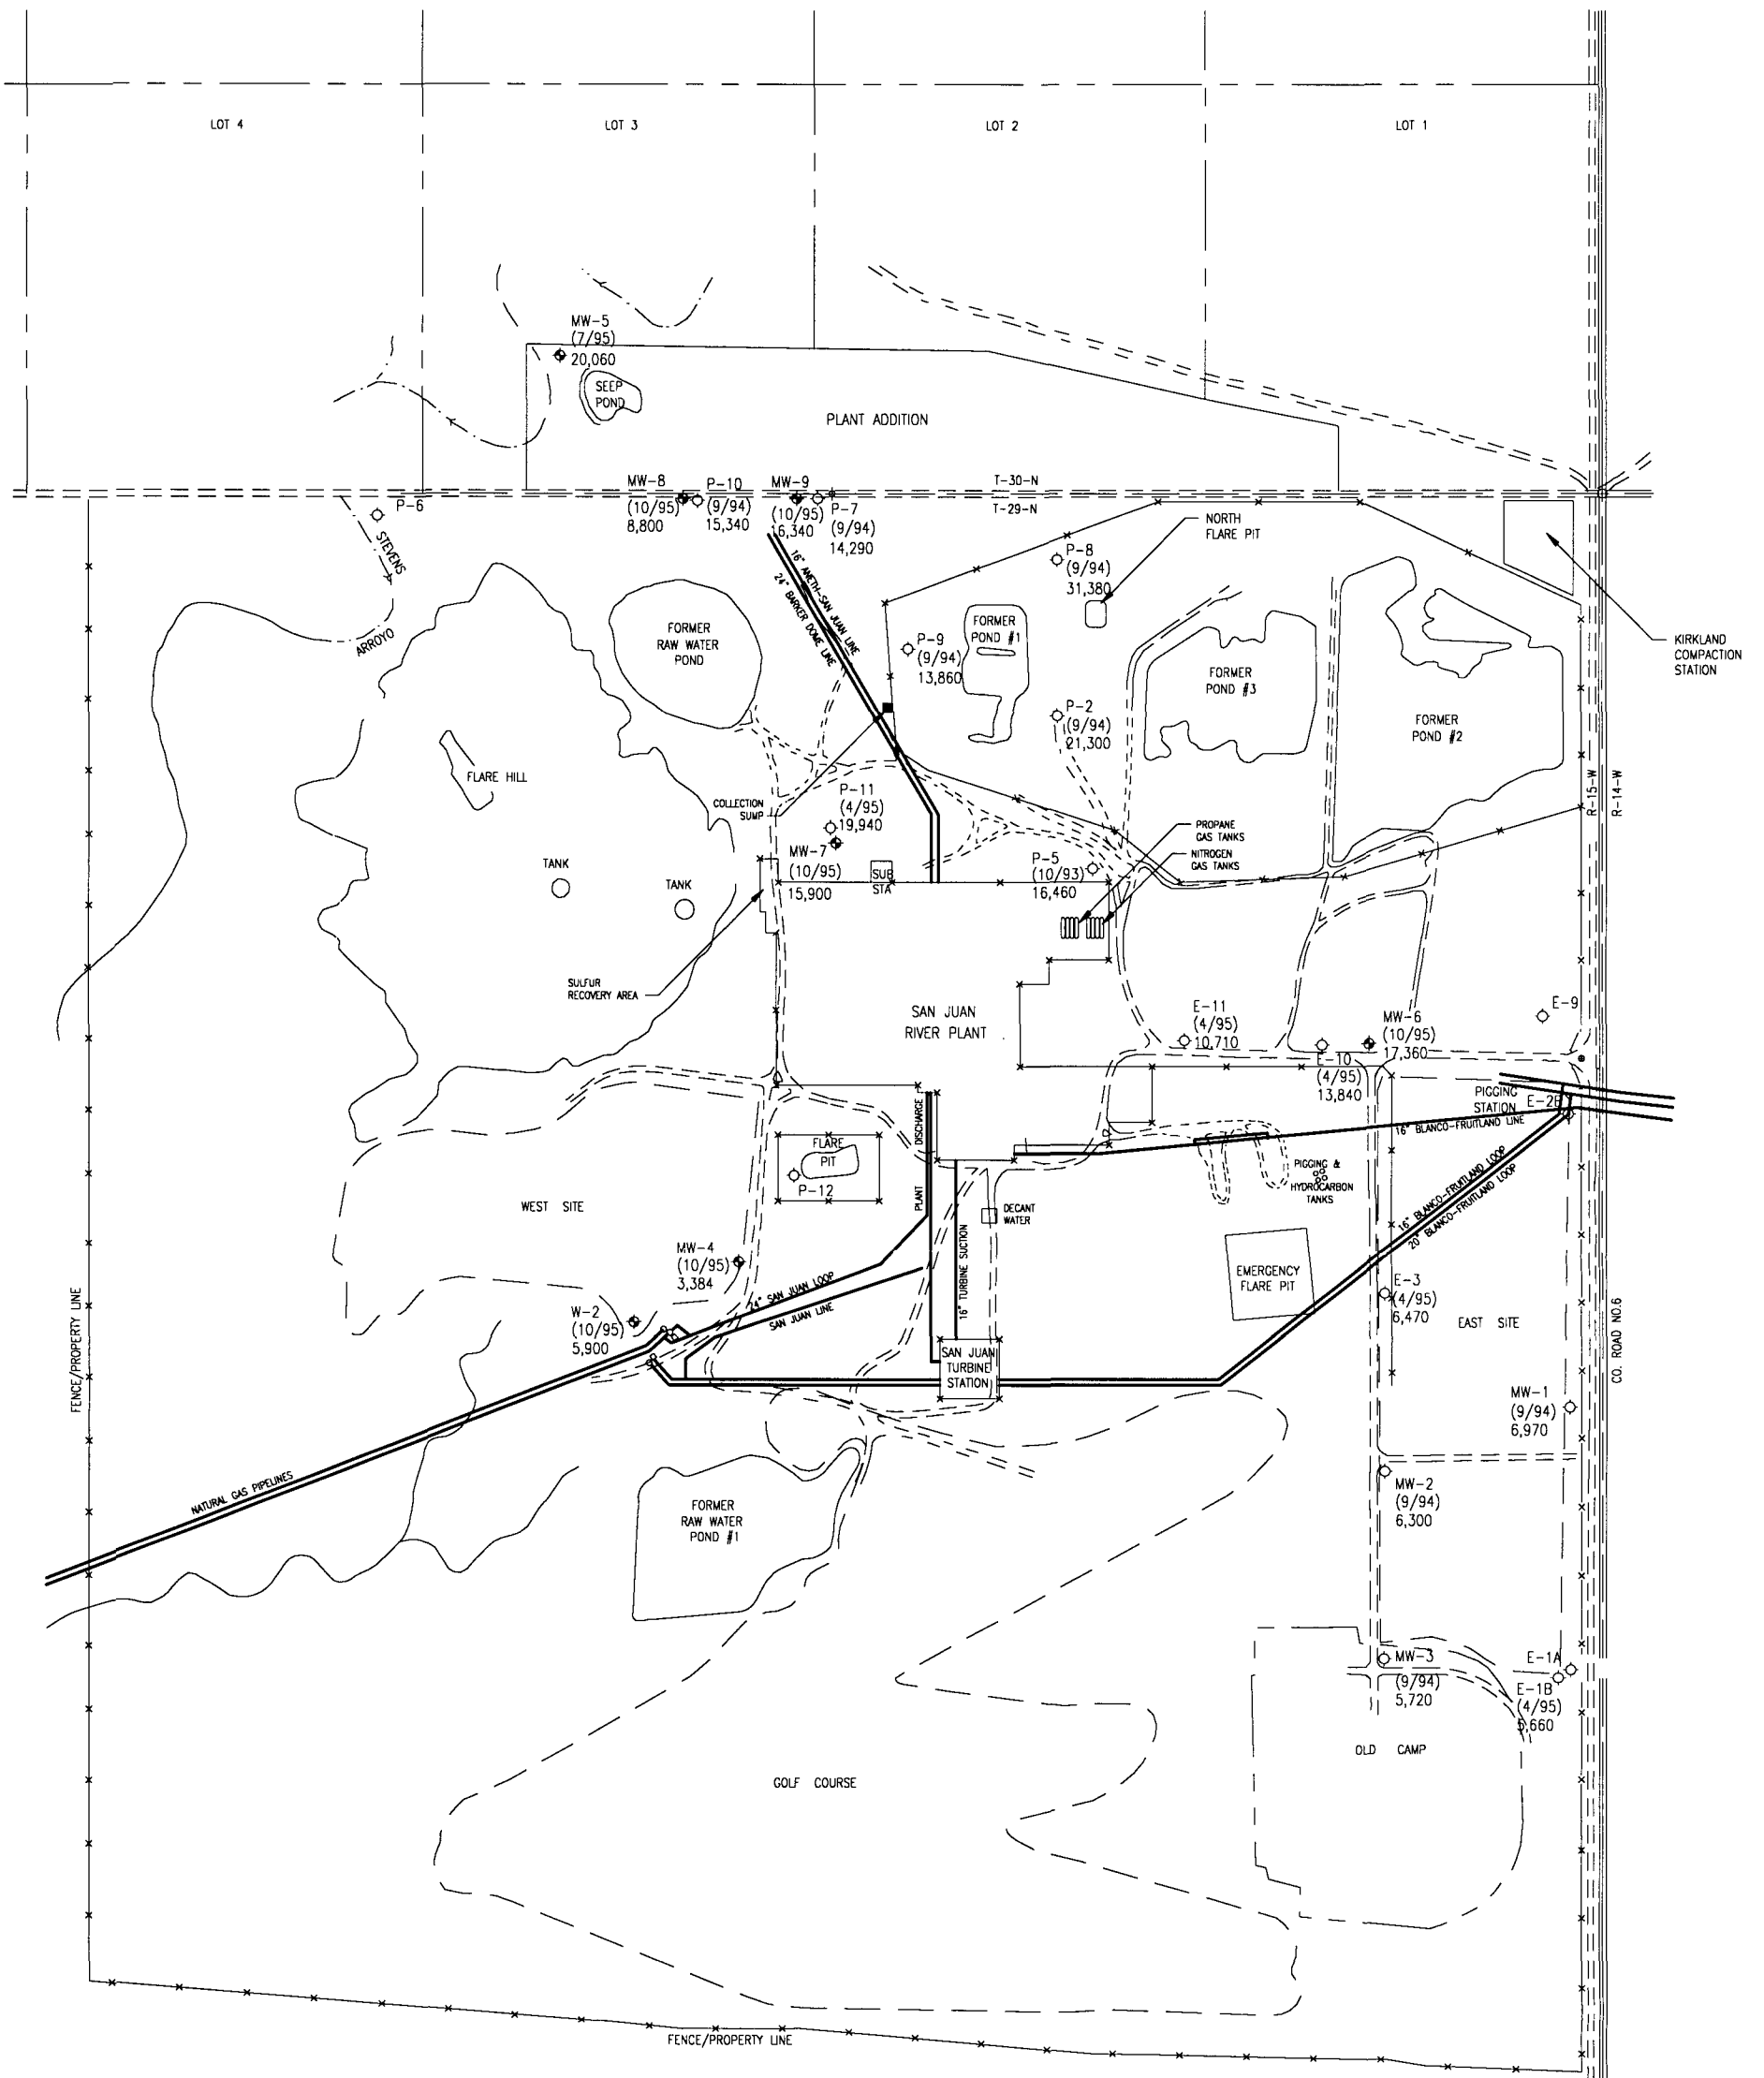 LOT 4
LOT 3
LOT 2
LOT 1
MW-5
(7/95)
20,060
SEEP
POND
PLANT ADDITION
T-30-N
T-29-N
MW-8
(10/95)
8,800
P-10
(9/94)
15,340
MW-9
(10/95)
16,340
P-7
(9/94)
14,290
P-6
STEVENS
ARROYO
NORTH
FLARE PIT
P-8
(9/94)
31,380
KIRKLAND
COMPACTION
STATION
16" ANETH-SAN JUAN LINE
24" BARKER DOME LINE
FORMER
RAW WATER
POND
P-9
(9/94)
13,860
FORMER
POND #1
FORMER
POND #3
FORMER
POND #2
P-2
(9/94)
21,300
FLARE HILL
COLLECTION
SUMP
P-11
(4/95)
19,940
MW-7
(10/95)
15,900
SUB
STA
P-5
(10/93)
16,460
PROPANE
GAS TANKS
NITROGEN
GAS TANKS
R-15-W
R-14-W
TANK
TANK
SULFUR
RECOVERY AREA
SAN JUAN
RIVER PLANT
E-11
(4/95)
10,710
E-10
(4/95)
13,840
MW-6
(10/95)
17,360
E-9
PIGGING
STATION
E-2B
16" BLANCO-FRUITLAND LINE
FLARE
PIT
P-12
PLANT DISCHARGE
DECANT
WATER
16" TURBINE SUCTION
PIGGING &
HYDROCARBON
TANKS
16" BLANCO-FRUITLAND LOOP
20" BLANCO-FRUITLAND LOOP
WEST SITE
MW-4
(10/95)
3,384
W-2
(10/95)
5,900
24" SAN JUAN LOOP
SAN JUAN LINE
SAN JUAN
TURBINE
STATION
EMERGENCY
FLARE PIT
E-3
(4/95)
6,470
EAST SITE
CO. ROAD NO.6
FENCE/PROPERTY LINE
MW-1
(9/94)
6,970
MW-2
(9/94)
6,300
NATURAL GAS PIPELINES
FORMER
RAW WATER
POND #1
MW-3
(9/94)
5,720
E-1A
E-1B
(4/95)
5,660
OLD CAMP
GOLF COURSE
FENCE/PROPERTY LINE